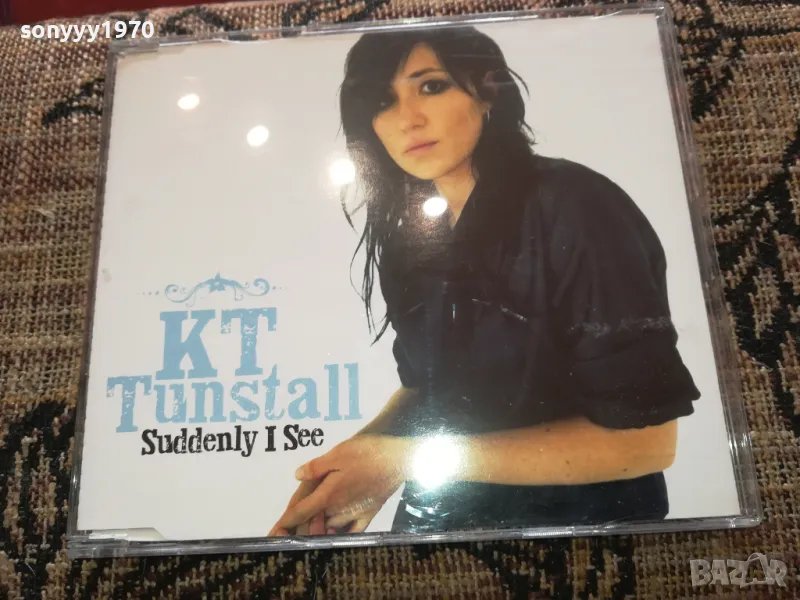 sonyyy1970
KT
Tunstall
Suddenly I See
BAZAR